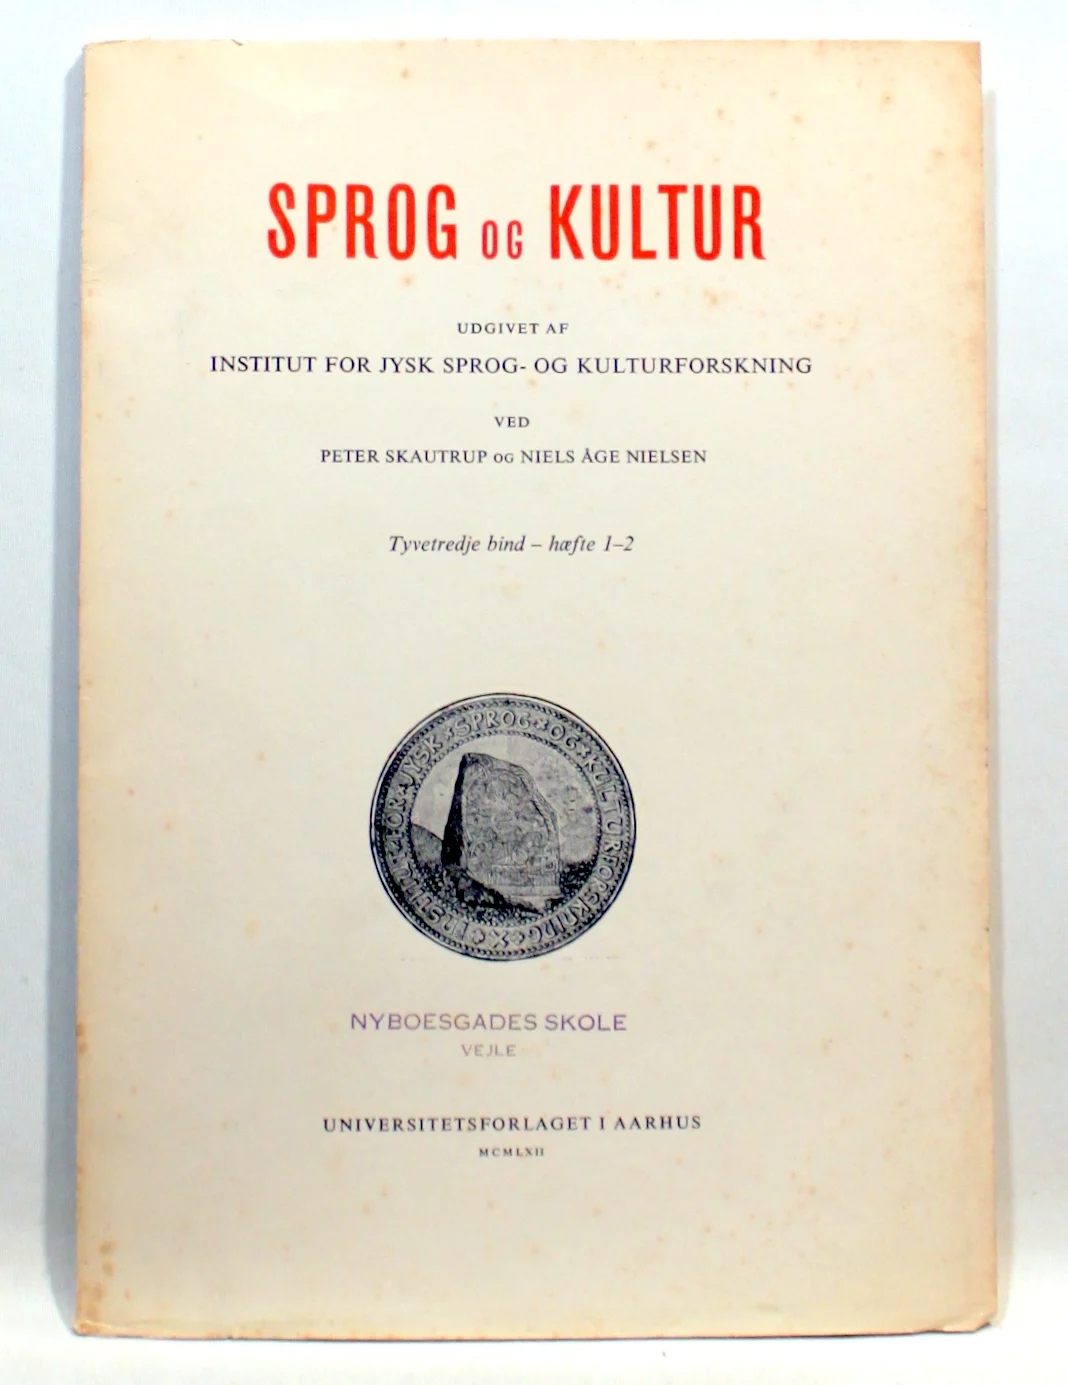 SPROG OG KULTUR
UDGIVET AF
INSTITUT FOR JYSK SPROG- OG KULTURFORSKNING
VED
PETER SKAUTRUP OG NIELS ÅGE NIELSEN
Tyvetredje bind – hæfte 1–2
INSTITUT FOR JYSK SPROG OG KULTURFORSKNING
NYBOESGADES SKOLE
VEJLE
UNIVERSITETSFORLAGET I AARHUS
MCMLXII